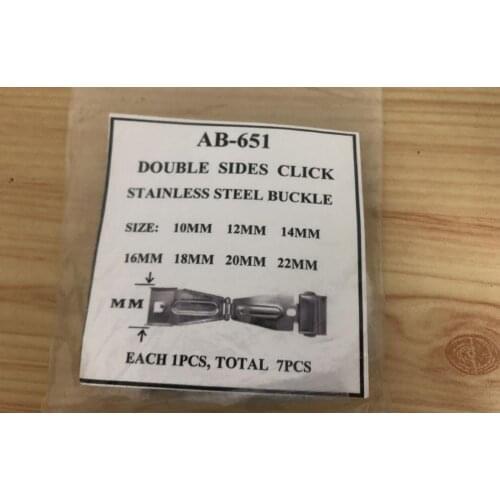 AB-651
DOUBLE SIDES CLICK
STAINLESS STEEL BUCKLE
SIZE: 10MM 12MM 14MM
16MM 18MM 20MM 22MM
MM
EACH 1PCS, TOTAL 7PCS